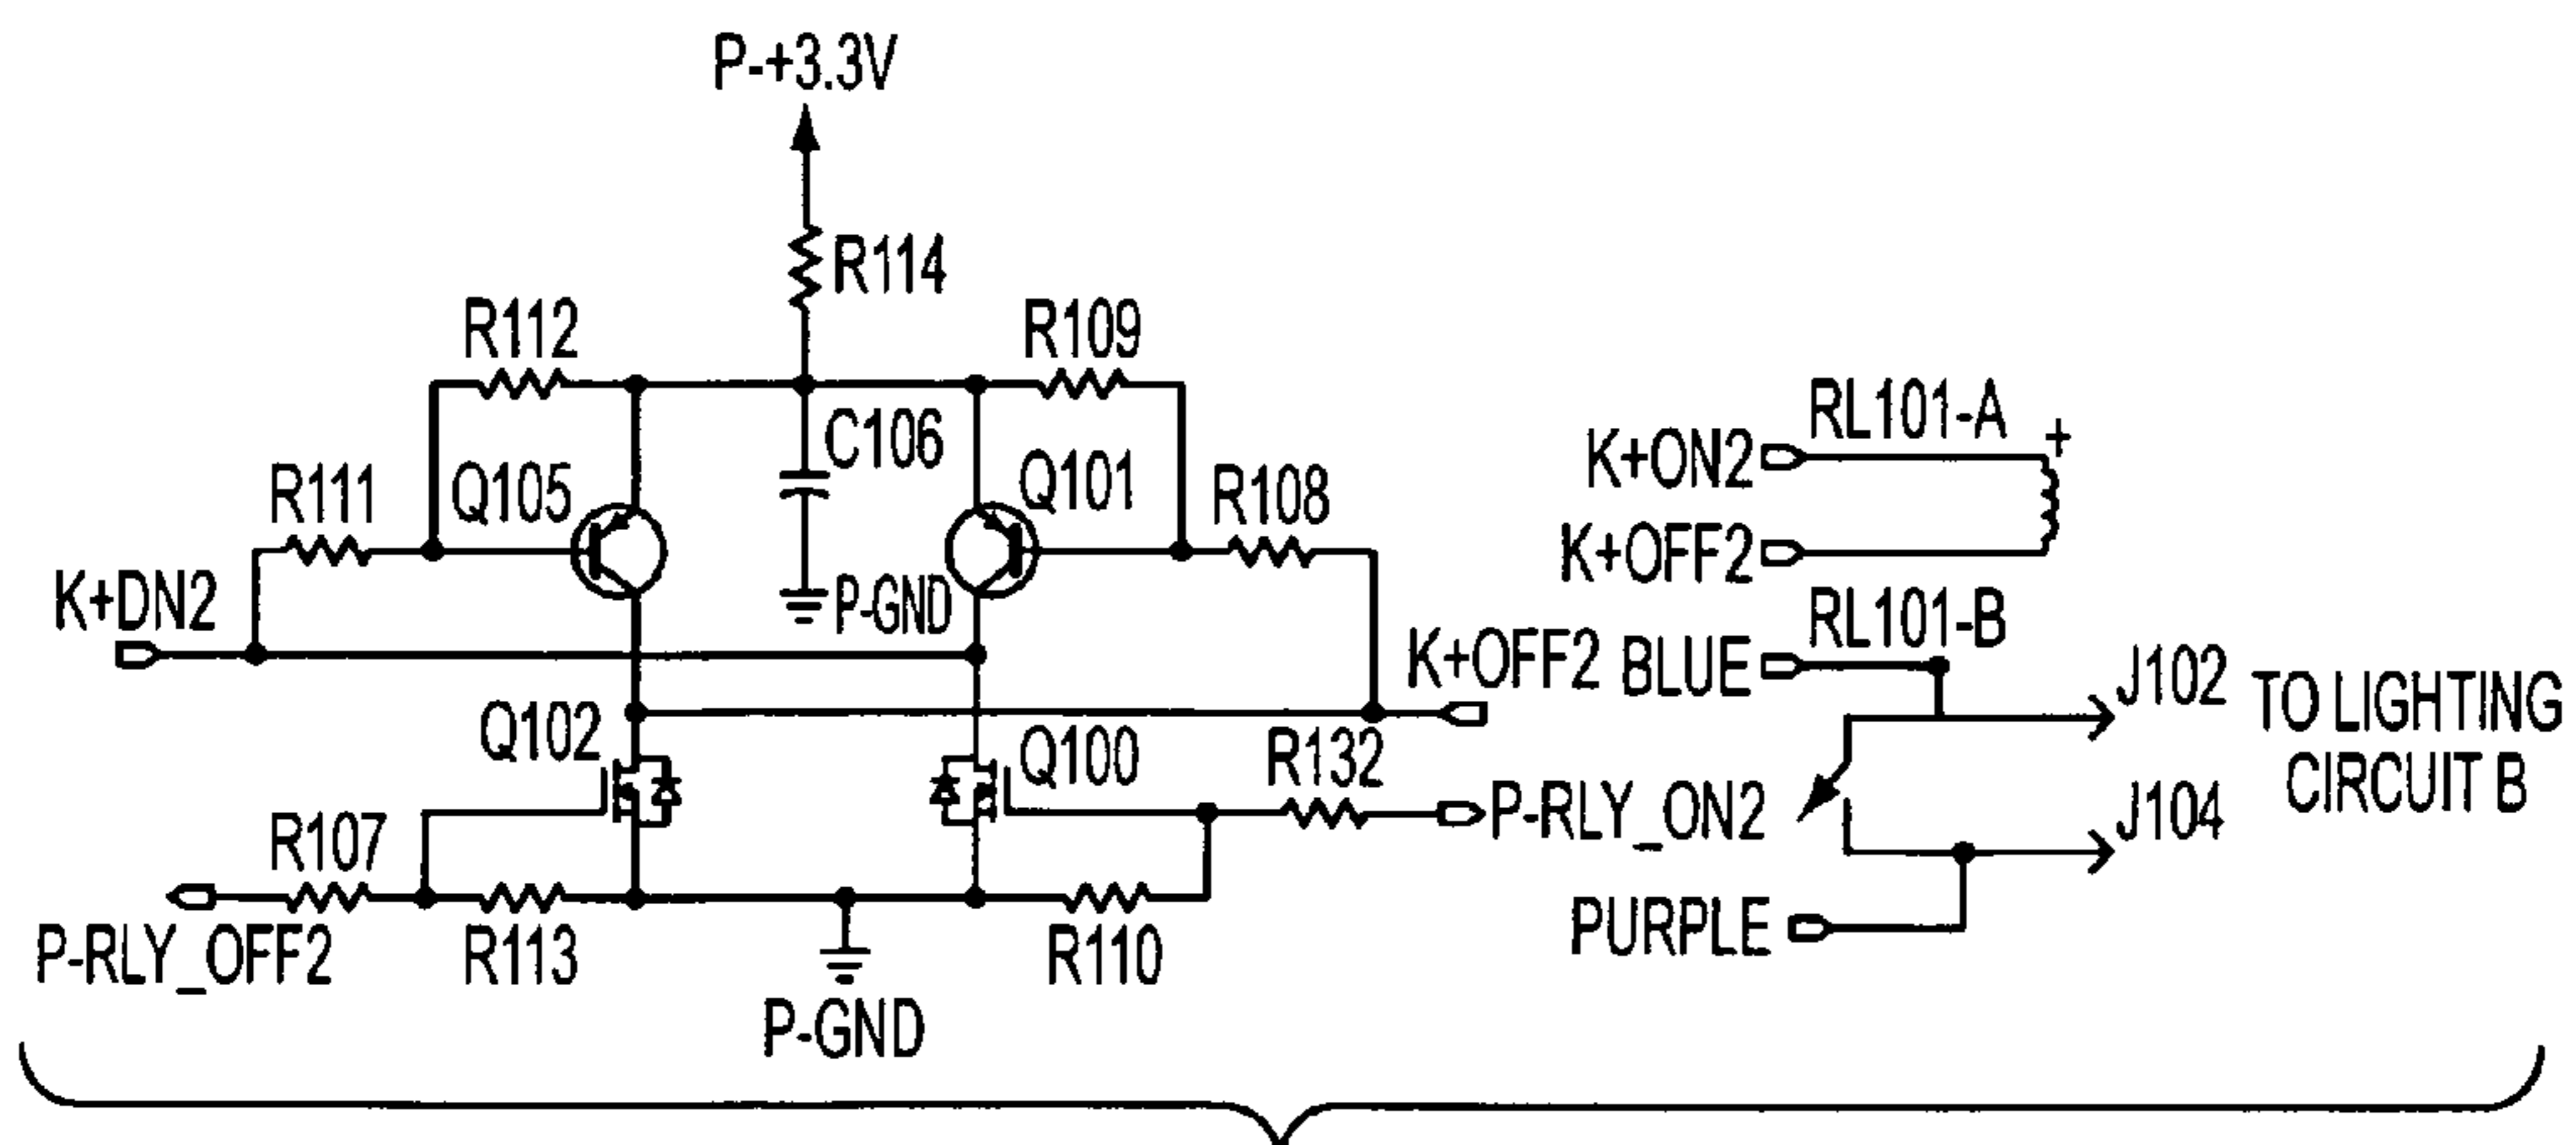 P-+3.3V
R114
R112
R109
C106
RL101-A
+
K+ON2
R111
Q105
Q101
R108
K+OFF2
K+DN2
P-GND
RL101-B
K+OFF2
BLUE
J102
TO LIGHTING
CIRCUIT B
Q102
Q100
R132
P-RLY_ON2
J104
R107
P-RLY_OFF2
R113
R110
PURPLE
P-GND